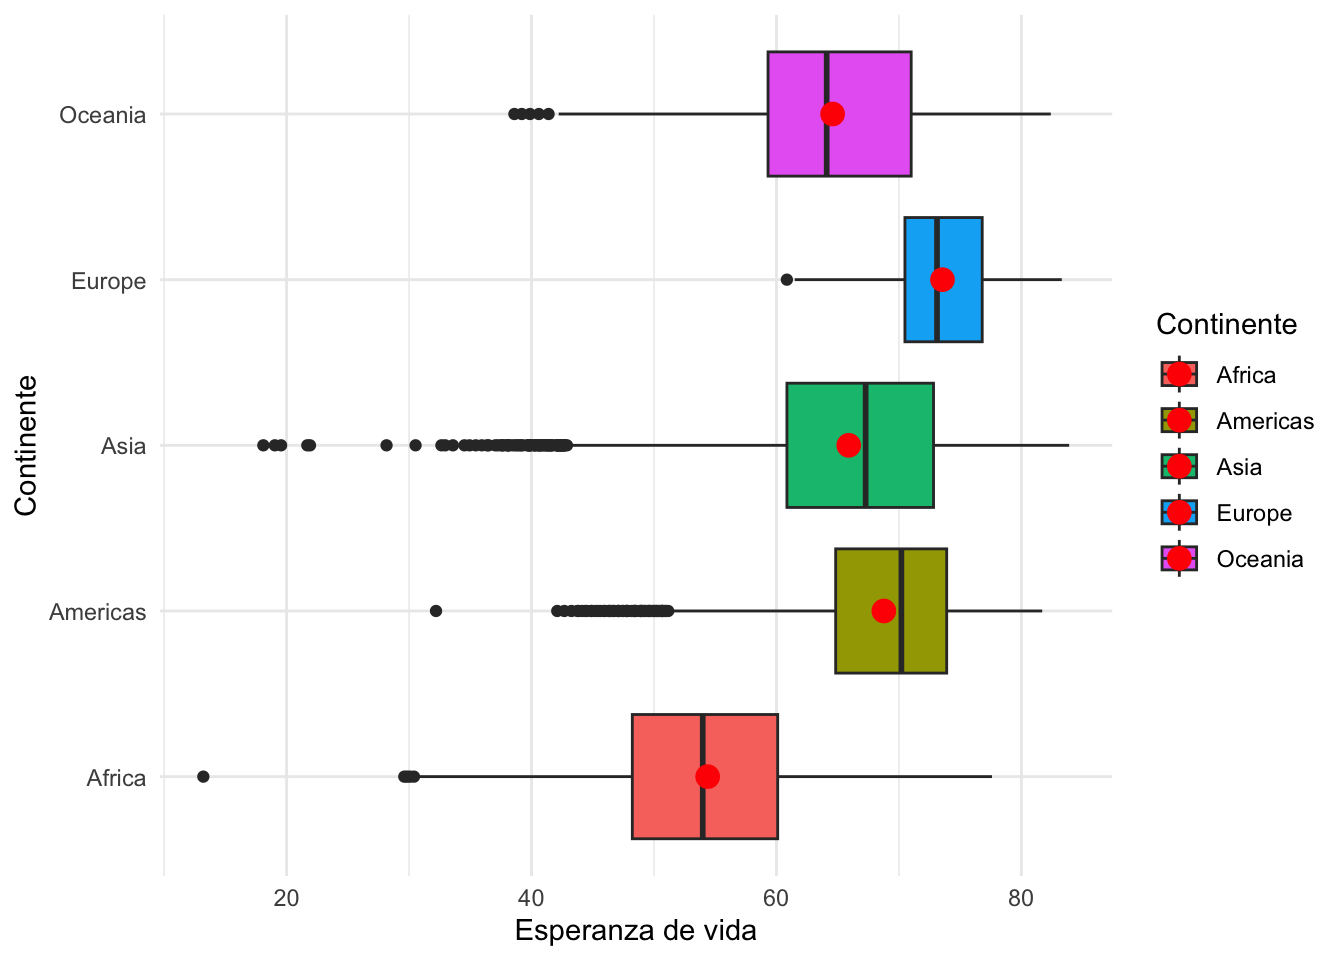 Oceania
Europe
Asia
Americas
Africa
Continente
20 40 60 80
Esperanza de vida
Continente
Africa
Americas
Asia
Europe
Oceania